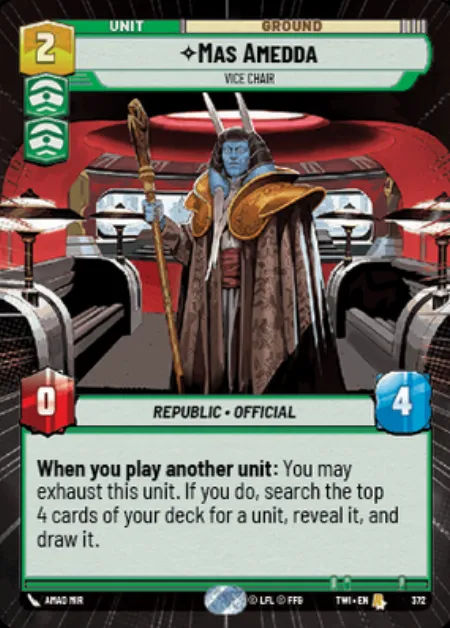 UNIT
GROUND
2
MAS AMEDDA
VICE CHAIR
0
REPUBLIC • OFFICIAL
4
When you play another unit: You may
exhaust this unit. If you do, search the top
4 cards of your deck for a unit, reveal it, and
draw it.
AMAD MIR
© LFL © FFG
TWI • EN
372